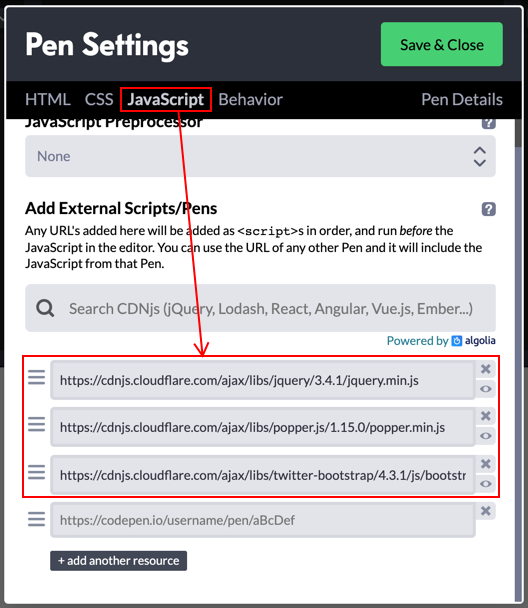 Pen Settings
Save & Close
HTML CSS JavaScript Behavior Pen Details
JavaScript Preprocessor
?
None
Add External Scripts/Pens
?
Any URL's added here will be added as <script>s in order, and run before the
JavaScript in the editor. You can use the URL of any other Pen and it will include the
JavaScript from that Pen.
Search CDNjs (jQuery, Lodash, React, Angular, Vue.js, Ember...)
Powered by algolia
https://cdnjs.cloudflare.com/ajax/libs/jquery/3.4.1/jquery.min.js
https://cdnjs.cloudflare.com/ajax/libs/popper.js/1.15.0/popper.min.js
https://cdnjs.cloudflare.com/ajax/libs/twitter-bootstrap/4.3.1/js/bootstr
https://codepen.io/username/pen/aBcDef
+ add another resource